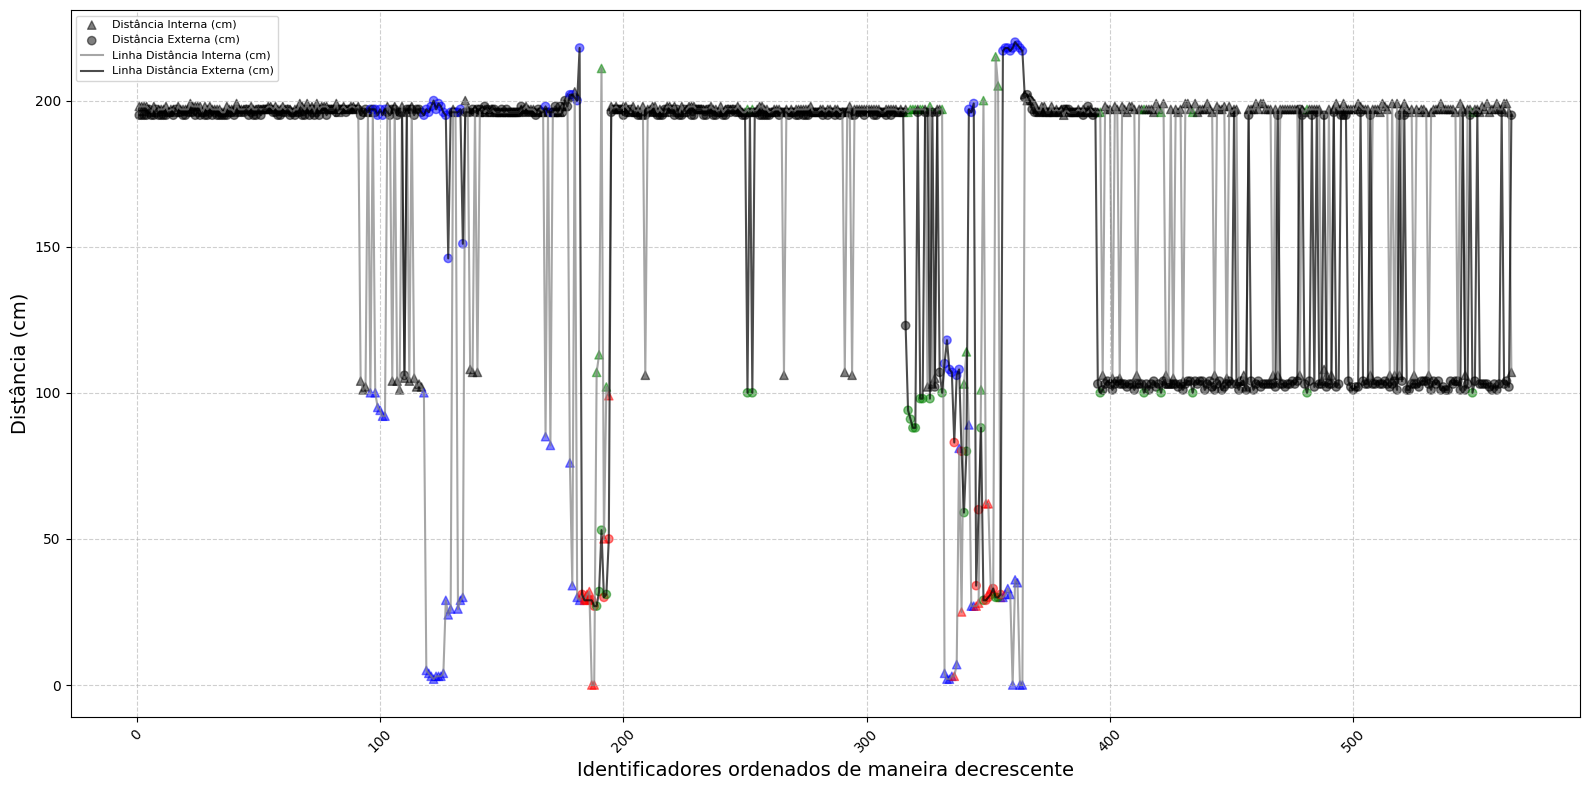 Distância Interna (cm)
Distância Externa (cm)
Linha Distância Interna (cm)
Linha Distância Externa (cm)
200
150
100
50
0
Distância (cm)
0
100
200
300
400
500
Identificadores ordenados de maneira decrescente